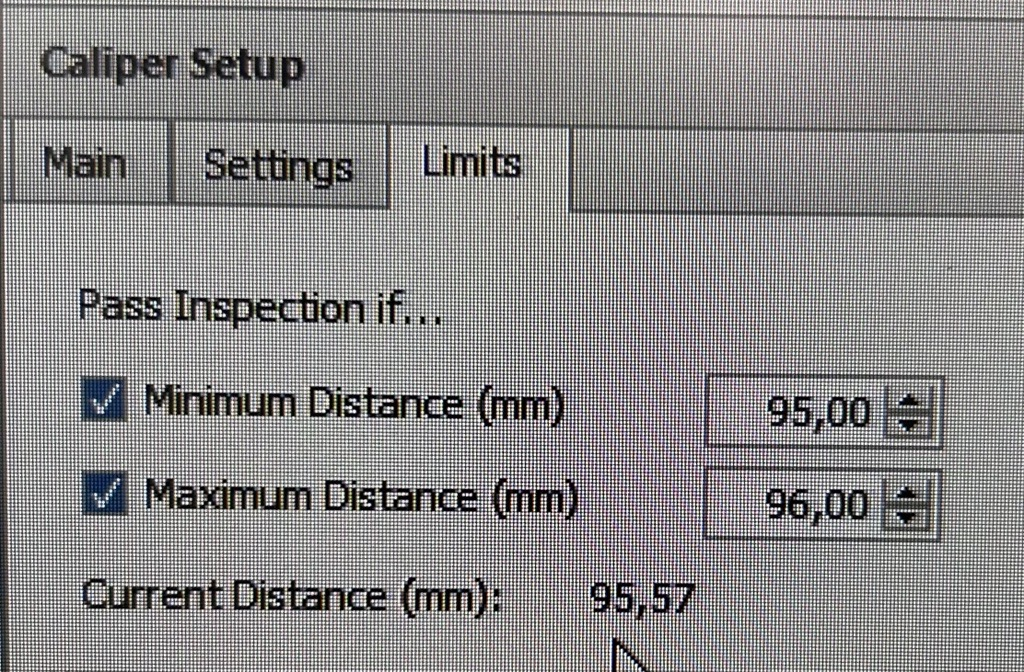 Caliper Setup
Main Settings Limits
Pass Inspection if...
Minimum Distance (mm) 95,00
Maximum Distance (mm) 96,00
Current Distance (mm): 95,57